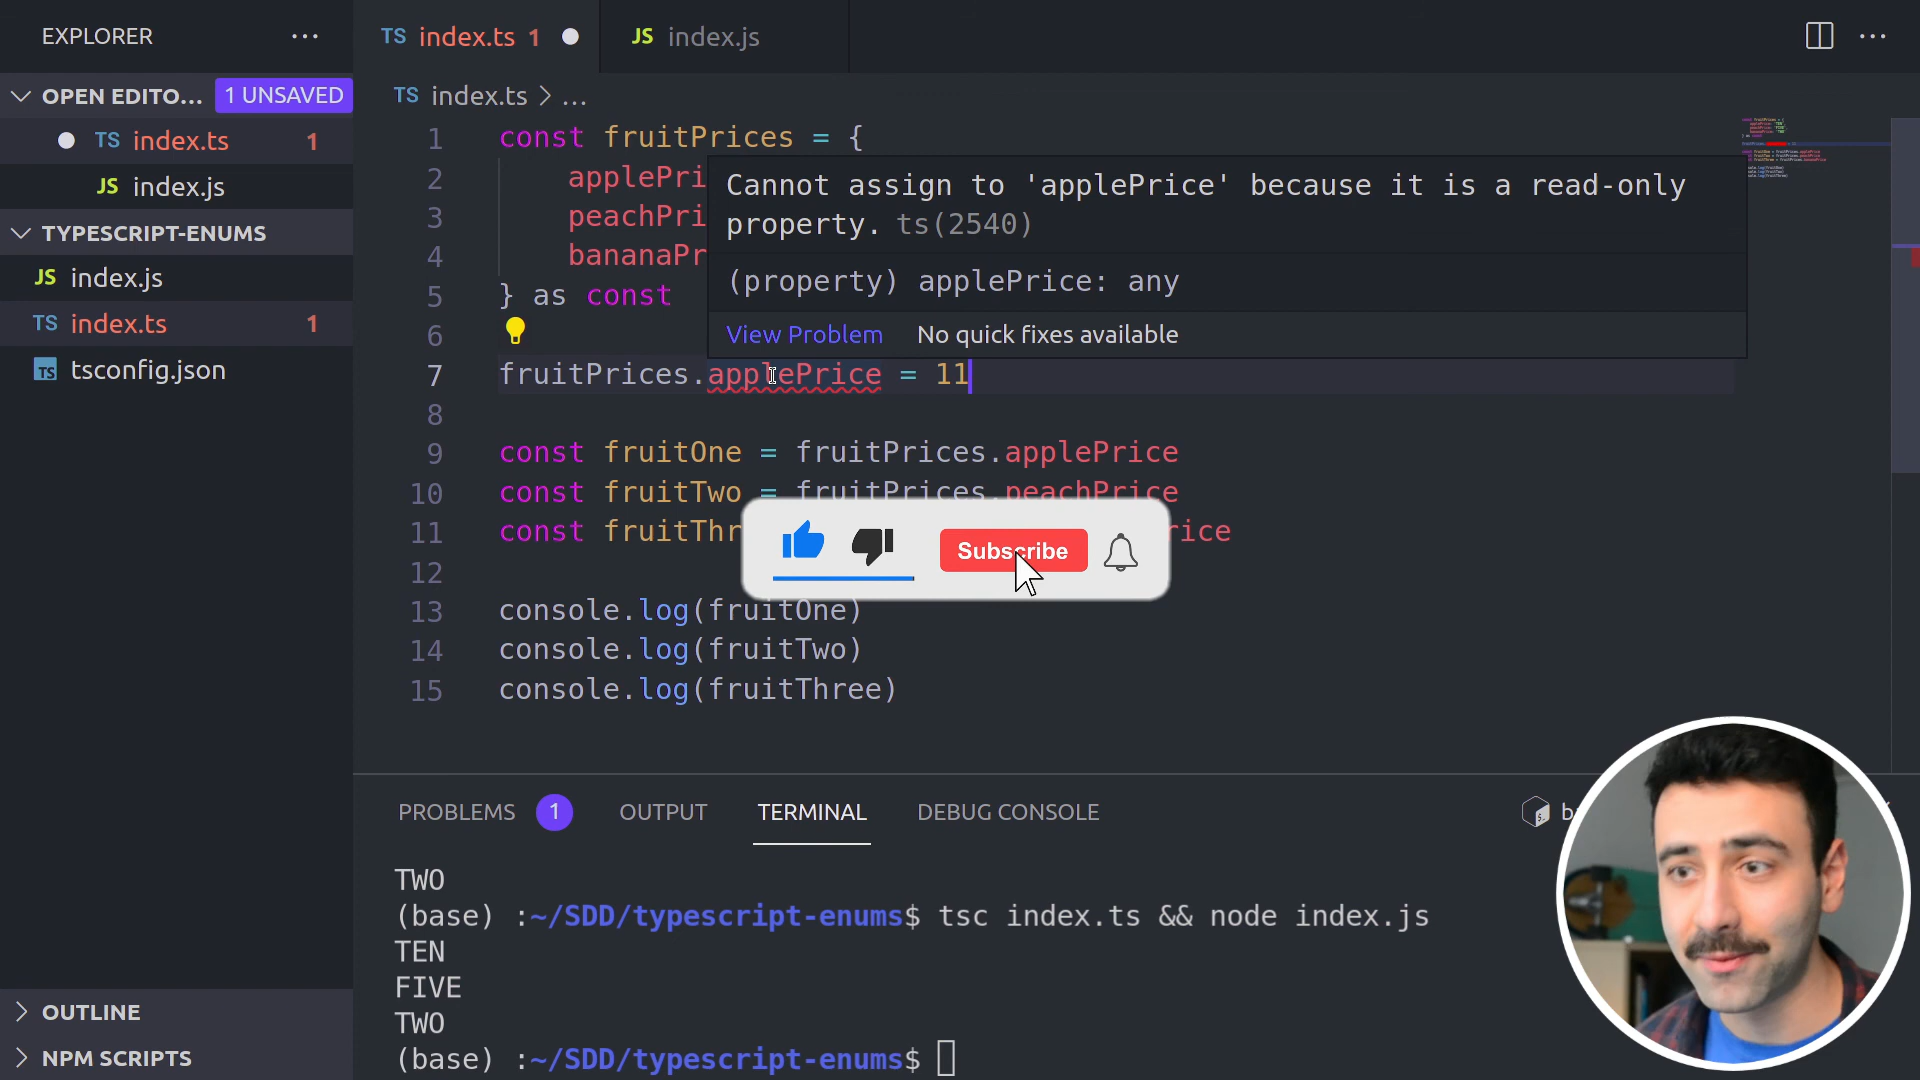 EXPLORER ...
OPEN EDITO... 1 UNSAVED
TS index.ts 1
JS index.js
TYPESCRIPT-ENUMS
JS index.js
TS index.ts 1
TS tsconfig.json
OUTLINE
NPM SCRIPTS
TS index.ts 1
JS index.js
...
TS index.ts > ...
1 const fruitPrices = {
2 applePri
3 peachPri
4 bananaPr
5 } as const
6
7 fruitPrices.applePrice = 11
8
9 const fruitOne = fruitPrices.applePrice
10 const fruitTwo = fruitPrices.peachPrice
11 const fruitThr rice
12
13 console.log(fruitOne)
14 console.log(fruitTwo)
15 console.log(fruitThree)
Cannot assign to 'applePrice' because it is a read-only
property. ts(2540)
(property) applePrice: any
View Problem No quick fixes available
Subscribe
PROBLEMS 1 OUTPUT TERMINAL DEBUG CONSOLE
TWO
(base) :~/SDD/typescript-enums$ tsc index.ts && node index.js
TEN
FIVE
TWO
(base) :~/SDD/typescript-enums$